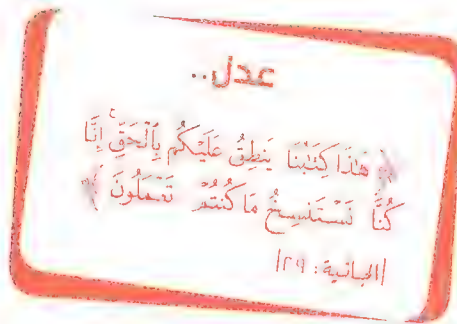 عدل..
﴿ هَٰذَا كِتَٰبُنَا يَنطِقُ عَلَيْكُم بِٱلْحَقِّ ۚ إِنَّا
كُنَّا نَسْتَنسِخُ مَا كُنتُمْ تَعْمَلُونَ ﴾
|الجاثية: ٢٩|